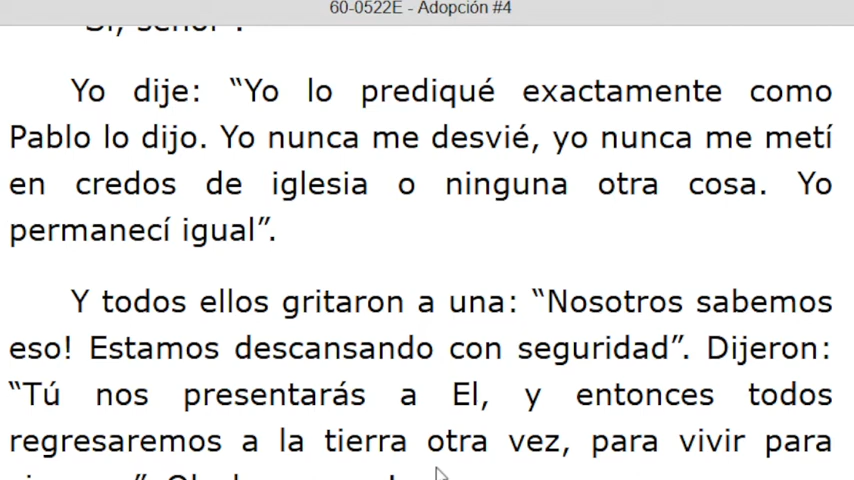 60-0522E - Adopción #4
Yo dije: “Yo lo prediqué exactamente como
Pablo lo dijo. Yo nunca me desvié, yo nunca me metí
en credos de iglesia o ninguna otra cosa. Yo
permanecí igual”.
Y todos ellos gritaron a una: “Nosotros sabemos
eso! Estamos descansando con seguridad”. Dijeron:
“Tú nos presentarás a El, y entonces todos
regresaremos a la tierra otra vez, para vivir para